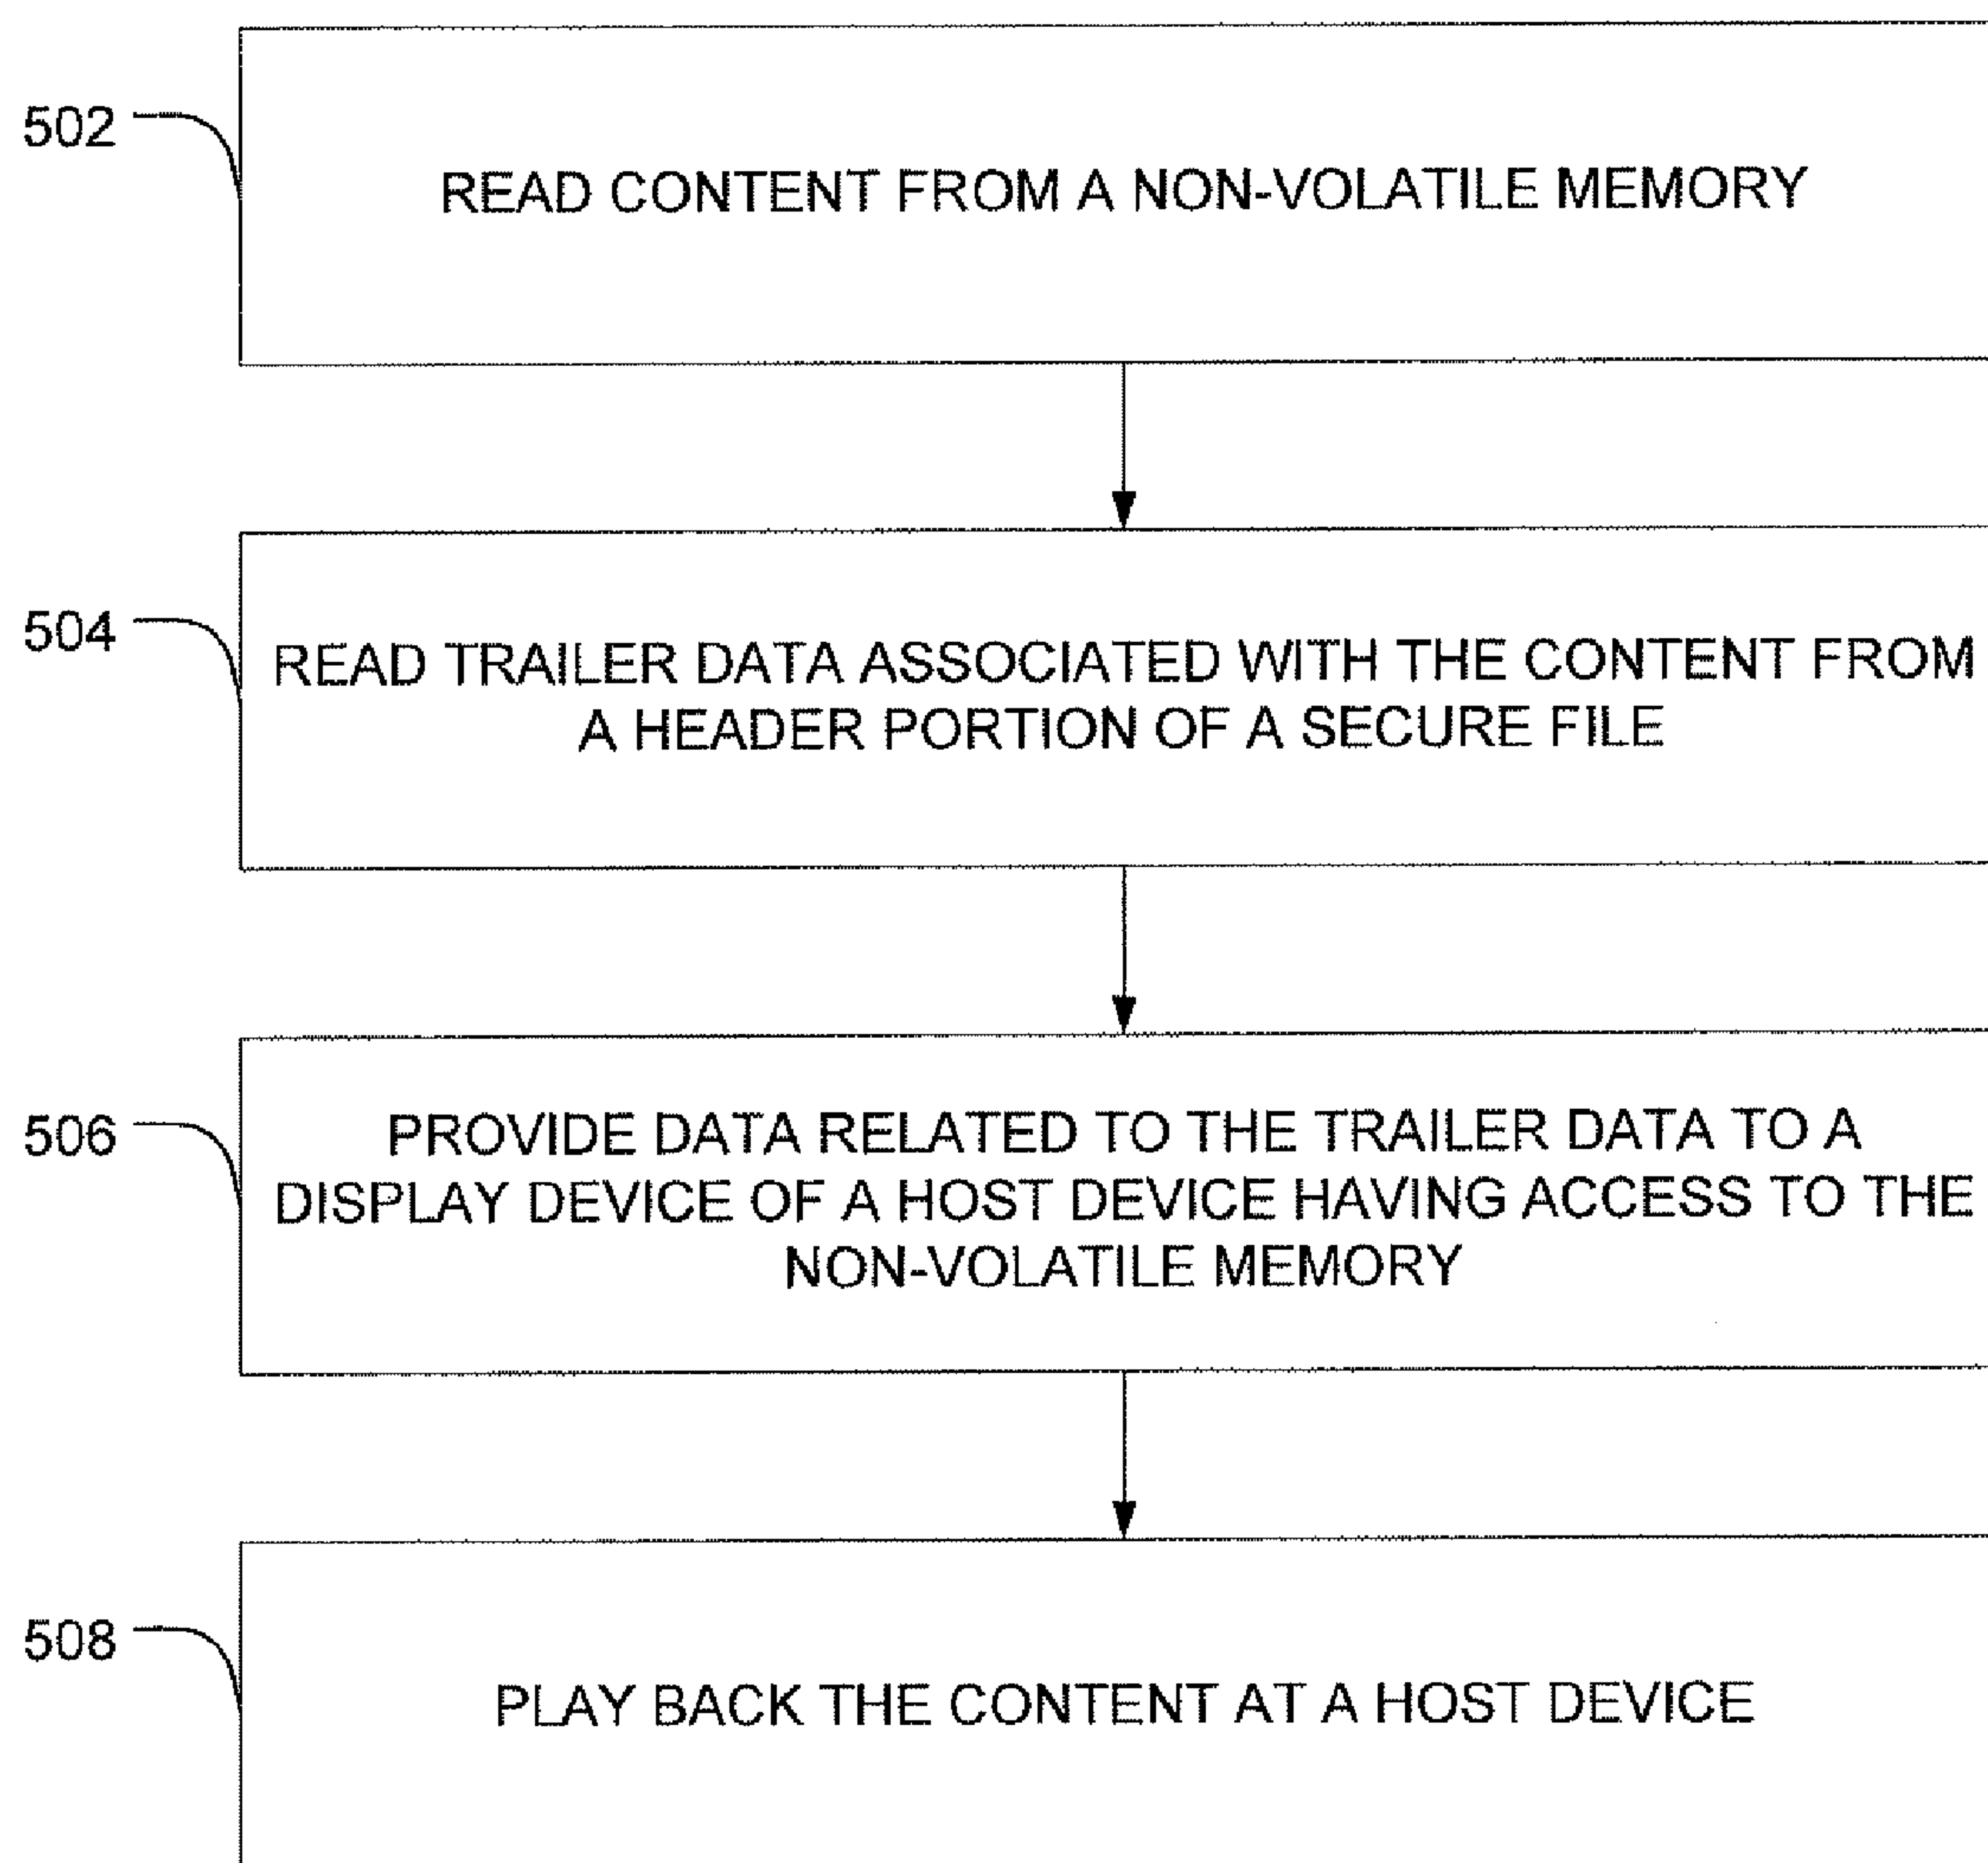 502
READ CONTENT FROM A NON-VOLATILE MEMORY
504
READ TRAILER DATA ASSOCIATED WITH THE CONTENT FROM
A HEADER PORTION OF A SECURE FILE
506
PROVIDE DATA RELATED TO THE TRAILER DATA TO A
DISPLAY DEVICE OF A HOST DEVICE HAVING ACCESS TO THE
NON-VOLATILE MEMORY
508
PLAY BACK THE CONTENT AT A HOST DEVICE